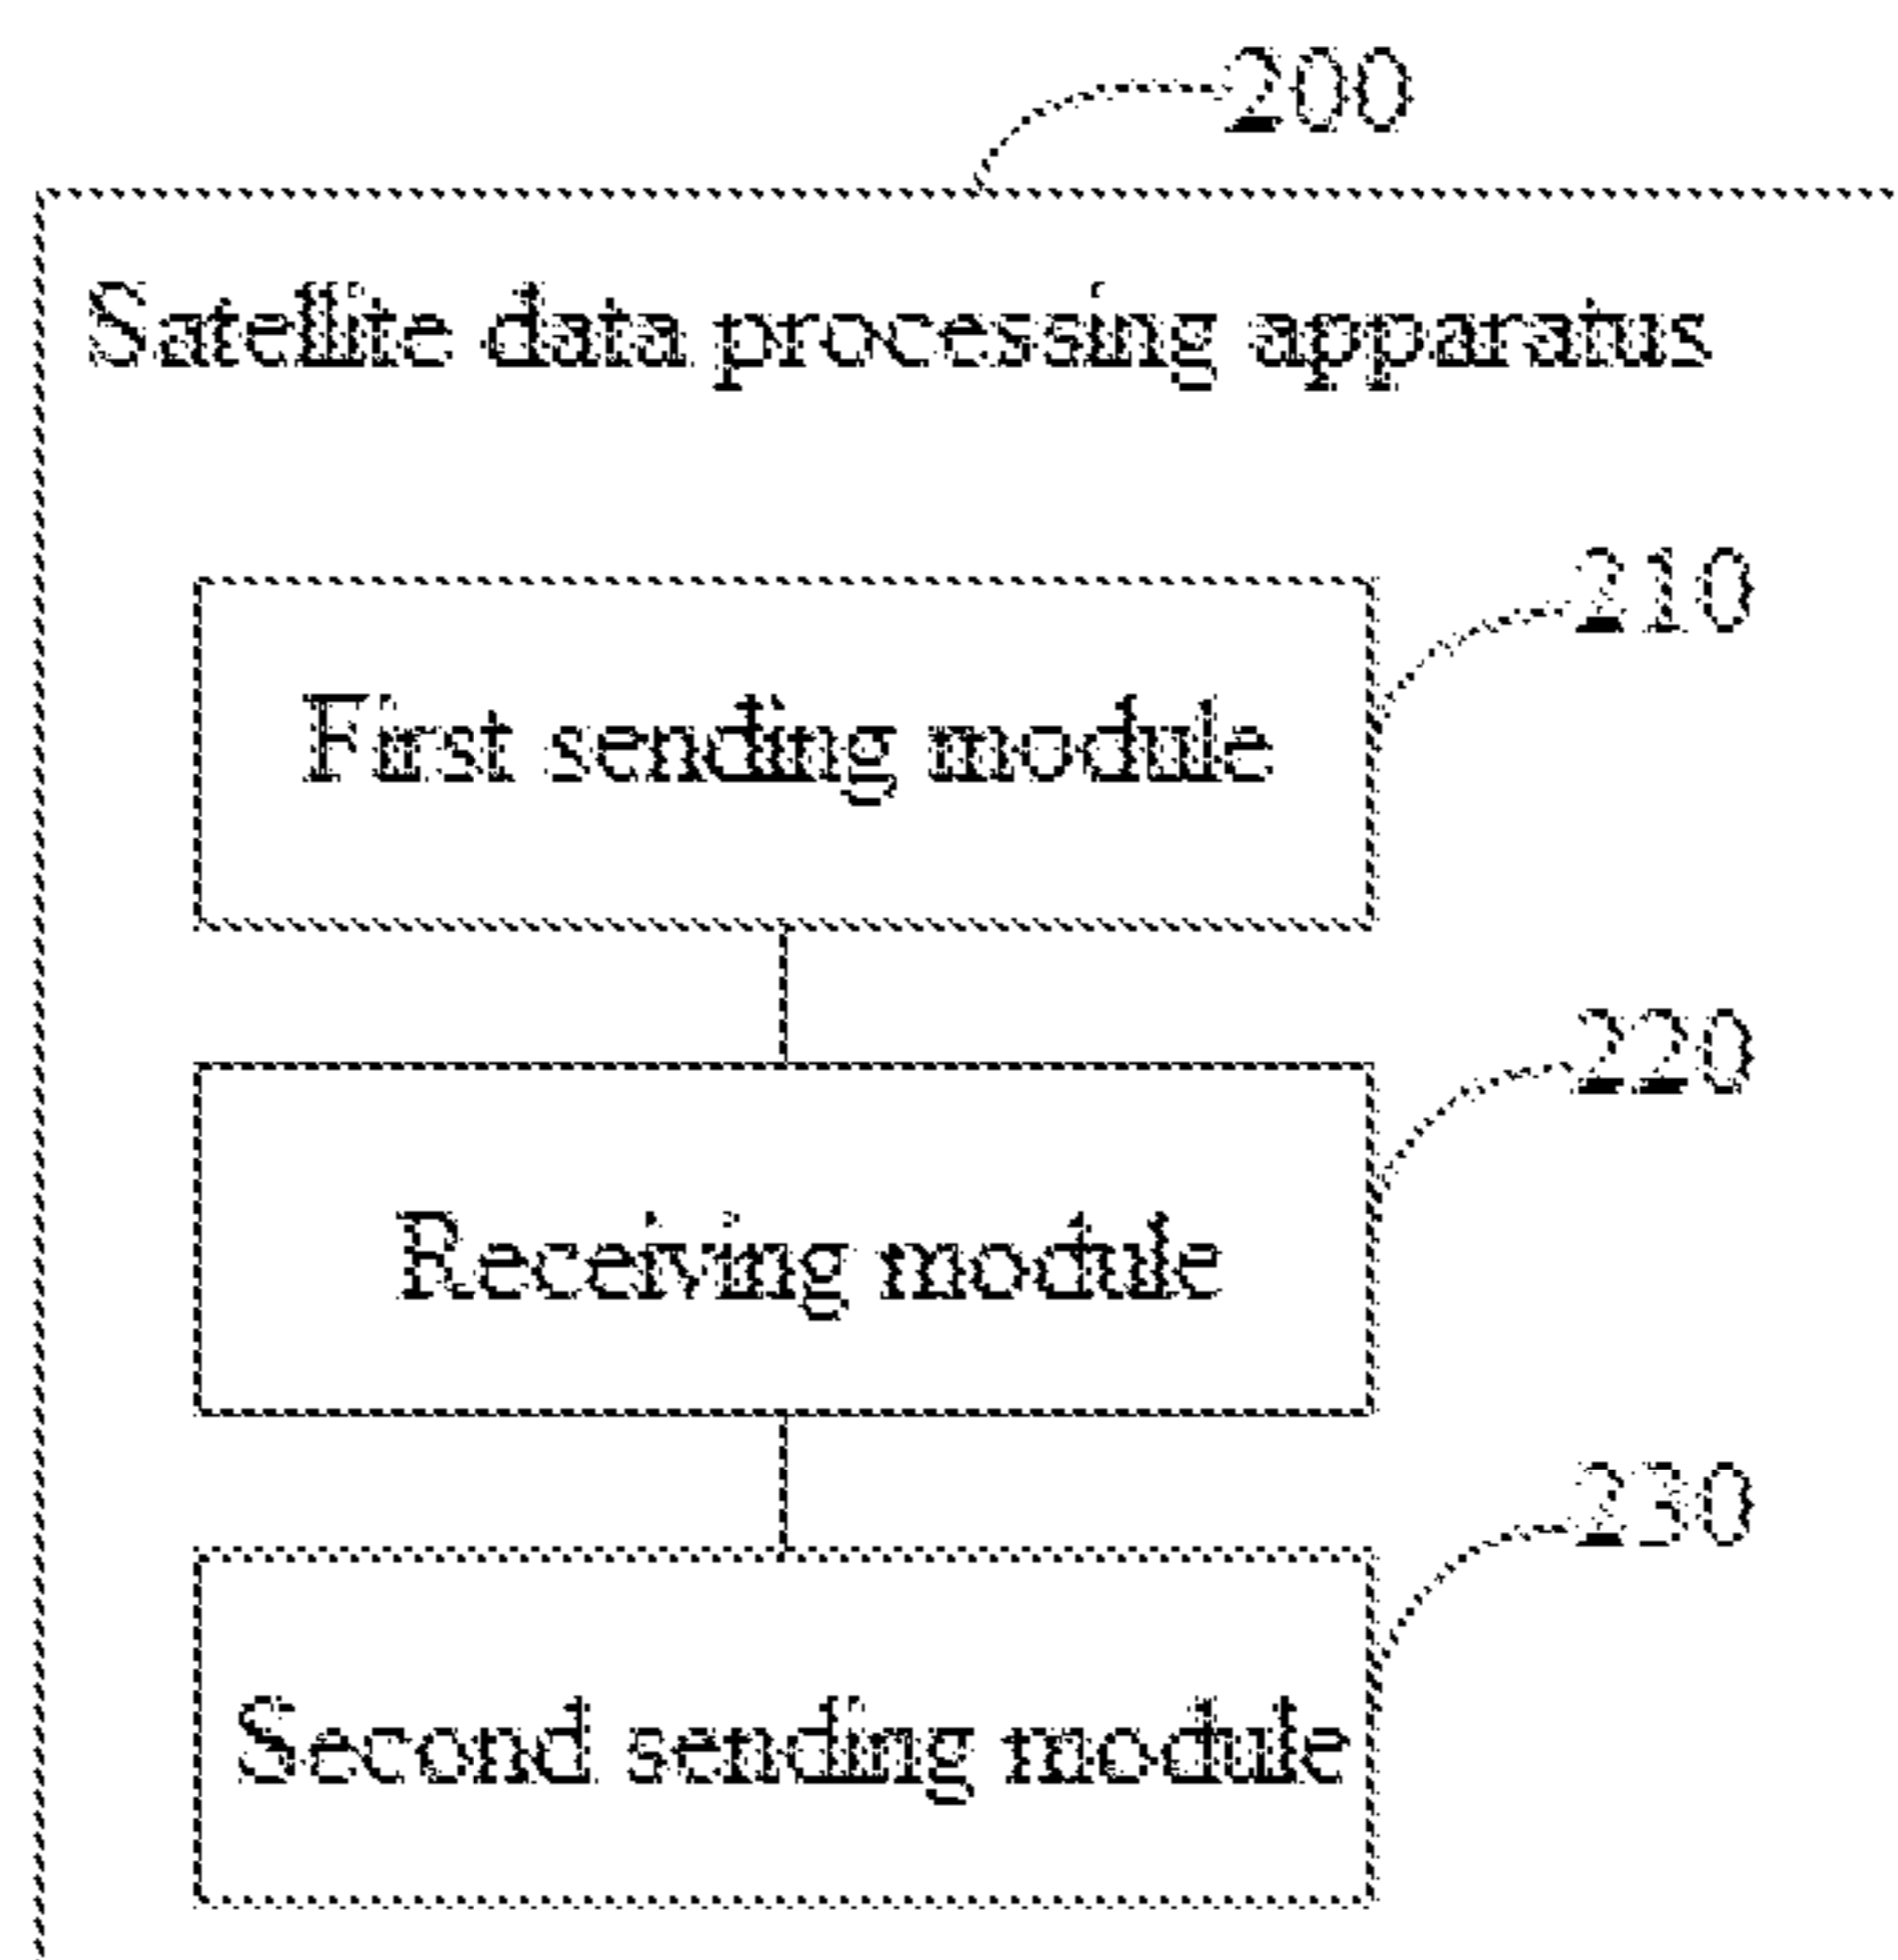 200
Satellite data processing apparatus
210
First sending module
220
Receiving module
230
Second sending module